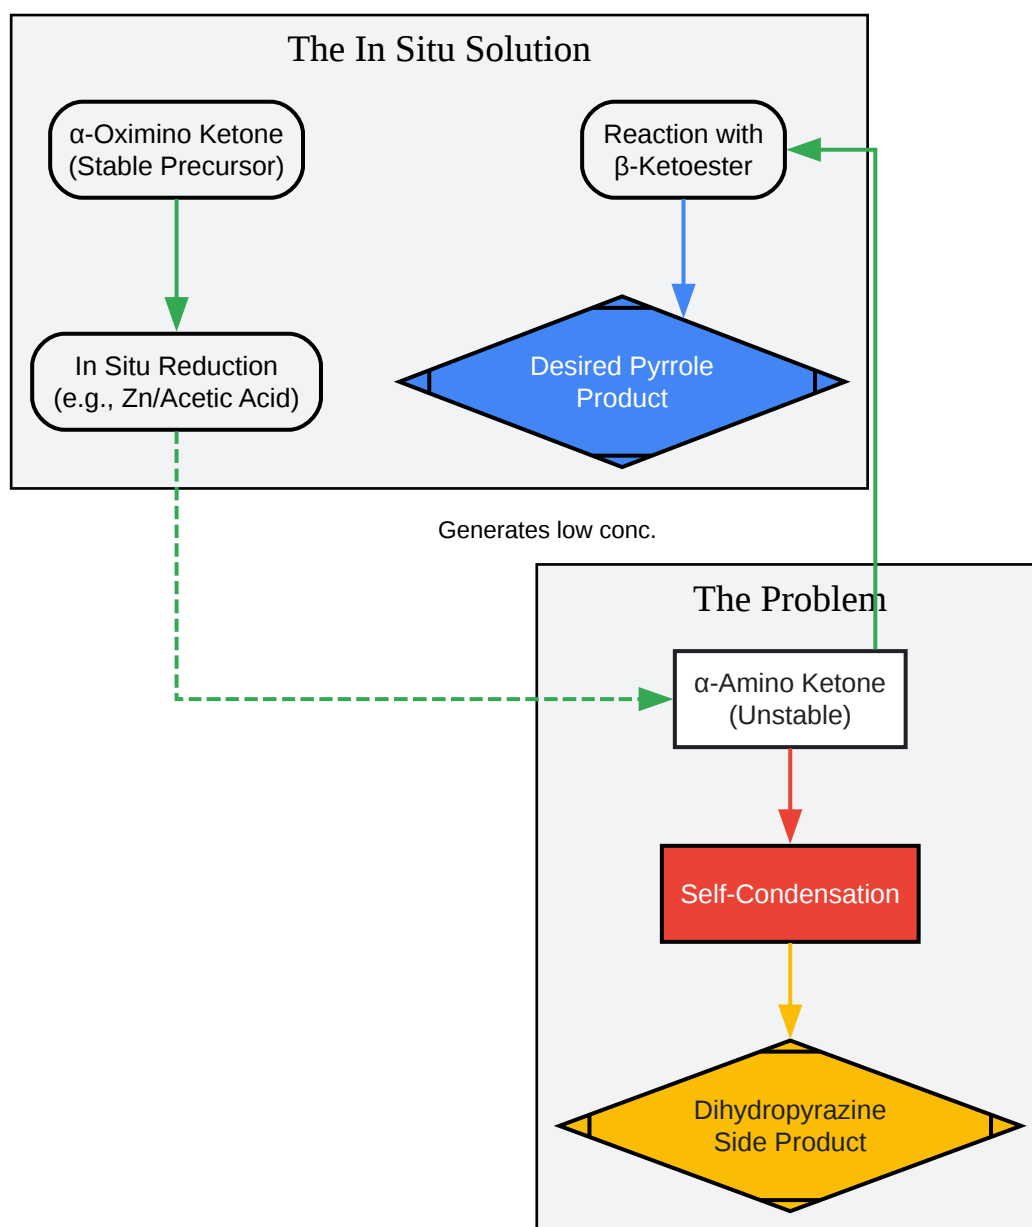 The In Situ Solution
α-Oximino Ketone
(Stable Precursor)
Reaction with
β-Ketoester
In Situ Reduction
(e.g., Zn/Acetic Acid)
Desired Pyrrole
Product
Generates low conc.
The Problem
α-Amino Ketone
(Unstable)
Self-Condensation
Dihydropyrazine
Side Product